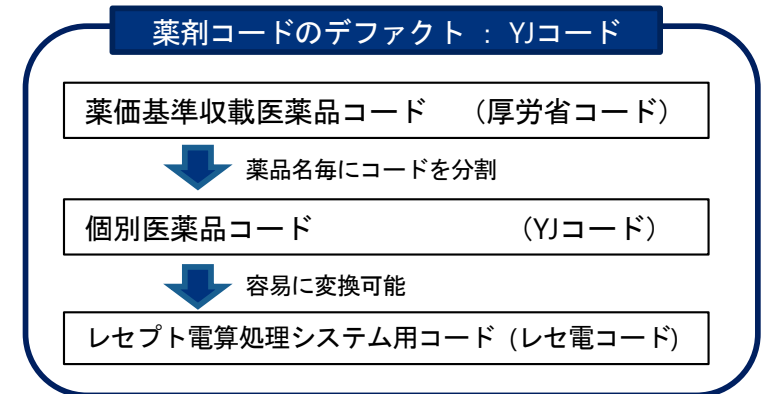 薬剤コードのデファクト : YJコード
薬価基準収載医薬品コード (厚労省コード)
薬品名毎にコードを分割
個別医薬品コード (YJコード)
容易に変換可能
レセプト電算処理システム用コード (レセ電コード)